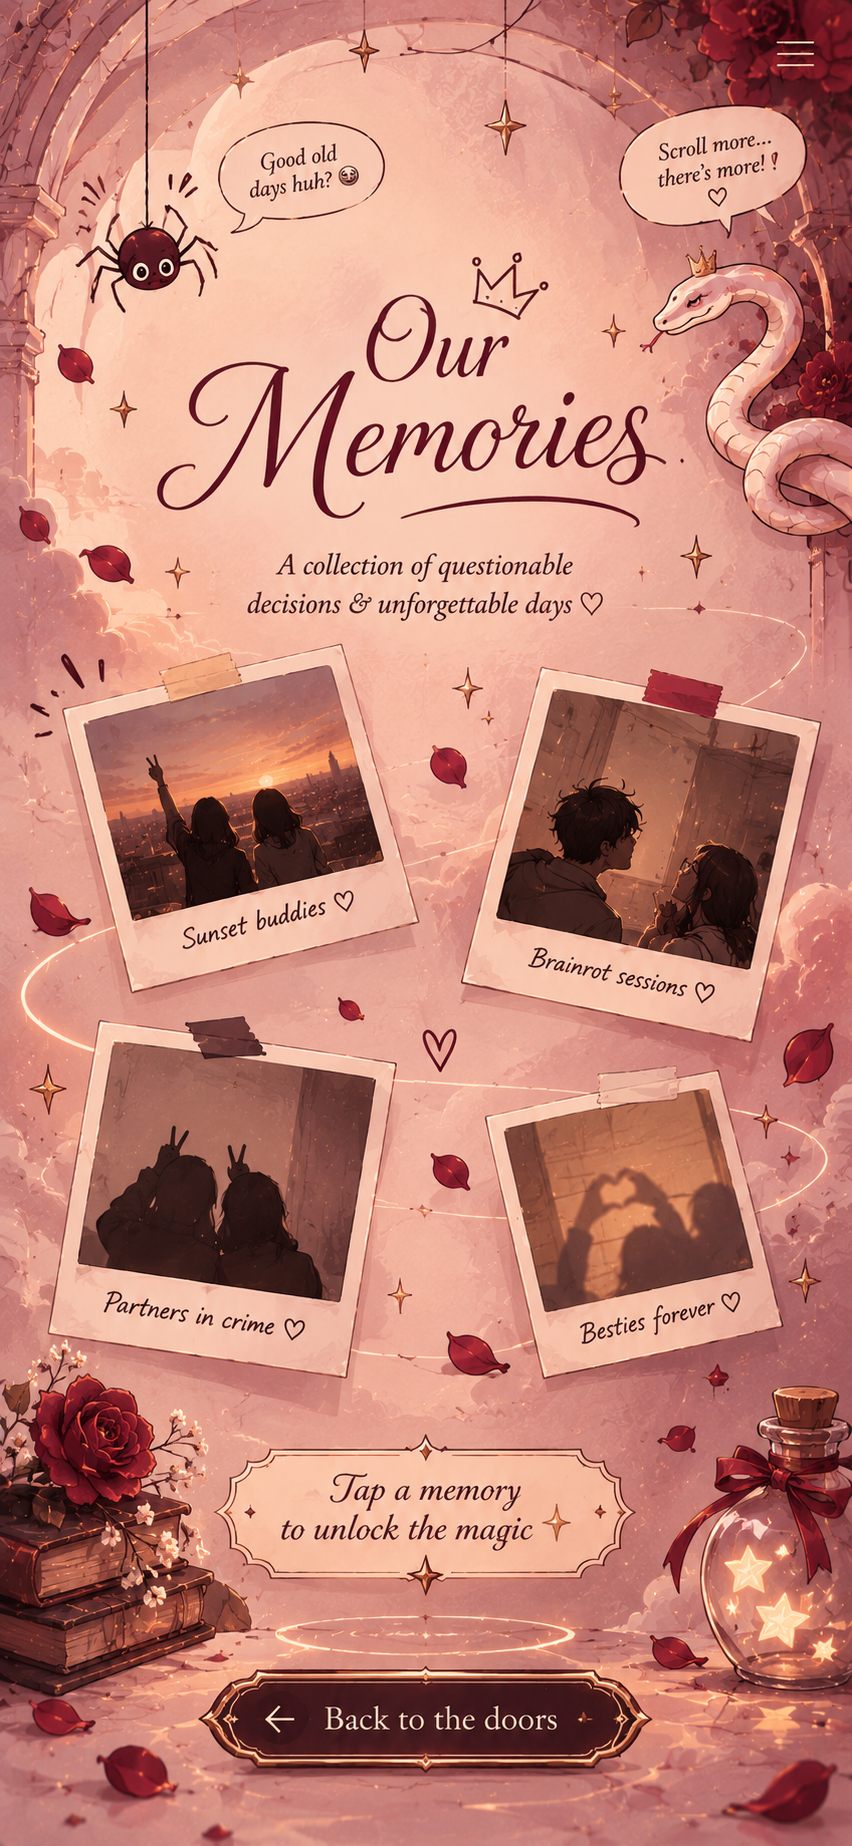 Good old
days huh? 😏
Scroll more...
there's more! !
♡
Our
Memories
A collection of questionable
decisions & unforgettable days ♡
Sunset buddies ♡
Brainrot sessions ♡
Partners in crime ♡
Besties forever ♡
Tap a memory
to unlock the magic
← Back to the doors